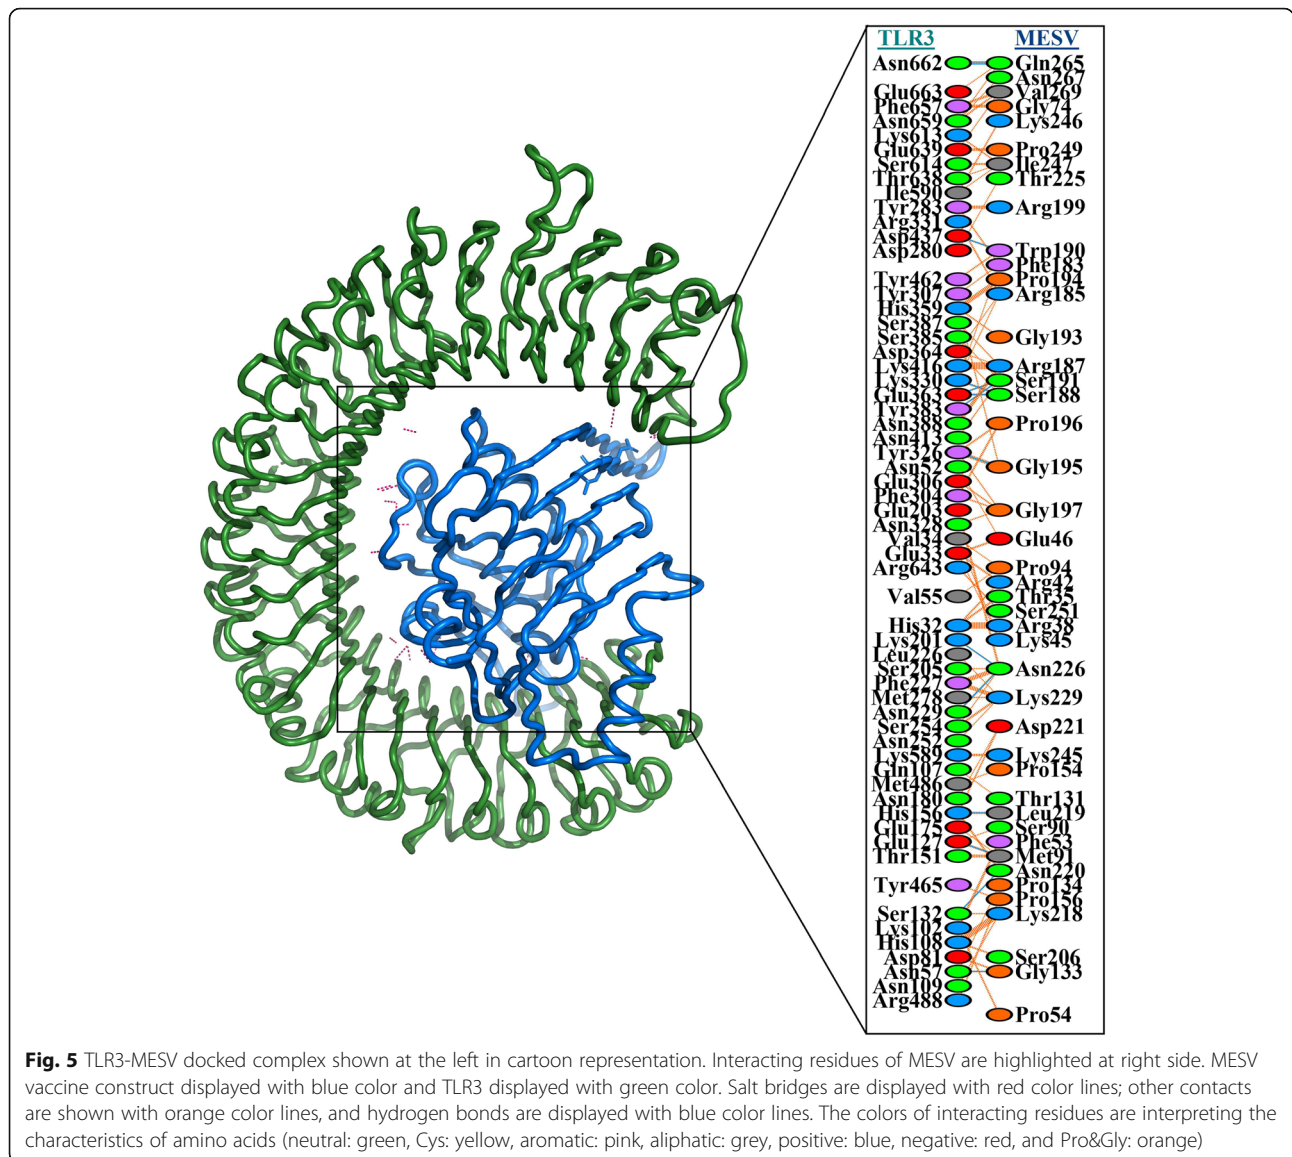 TLR3 MESV
Asn662 Gln265
Asn267
Glu663 Val269
Phe657 Gly74
Asn659 Lys246
Lys613
Glu639 Pro249
Ser614 Ile247
Thr638 Thr225
Ile590
Tyr283 Arg199
Arg331
Asp437
Asp280 Trp190
Phe183
Tyr462 Pro194
Tyr307 Arg185
His359
Ser387
Ser385 Gly193
Asp364
Lys416 Arg187
Lys330 Ser191
Glu363 Ser188
Tyr383
Asn388 Pro196
Asn413
Tyr326
Asn52 Gly195
Glu306
Phe304
Glu203 Gly197
Asn328
Val34 Glu46
Glu33
Arg643 Pro94
Arg42
Val55 Thr35
Ser251
His32 Arg38
Lys201 Lys45
Leu226
Ser205 Asn226
Phe227
Met228 Lys229
Asn229
Ser254 Asp221
Asn252
Lys589 Lys245
Gln107 Pro154
Met486
Asn180 Thr131
His156 Leu219
Glu175 Ser90
Glu127 Phe53
Thr151 Met91
Asn220
Tyr465 Pro134
Pro156
Ser132 Lys218
Lys102
His108
Asp81 Ser206
Asn57 Gly133
Asn109
Arg488
Pro54
Fig. 5 TLR3-MESV docked complex shown at the left in cartoon representation. Interacting residues of MESV are highlighted at right side. MESV
vaccine construct displayed with blue color and TLR3 displayed with green color. Salt bridges are displayed with red color lines; other contacts
are shown with orange color lines, and hydrogen bonds are displayed with blue color lines. The colors of interacting residues are interpreting the
characteristics of amino acids (neutral: green, Cys: yellow, aromatic: pink, aliphatic: grey, positive: blue, negative: red, and Pro&Gly: orange)